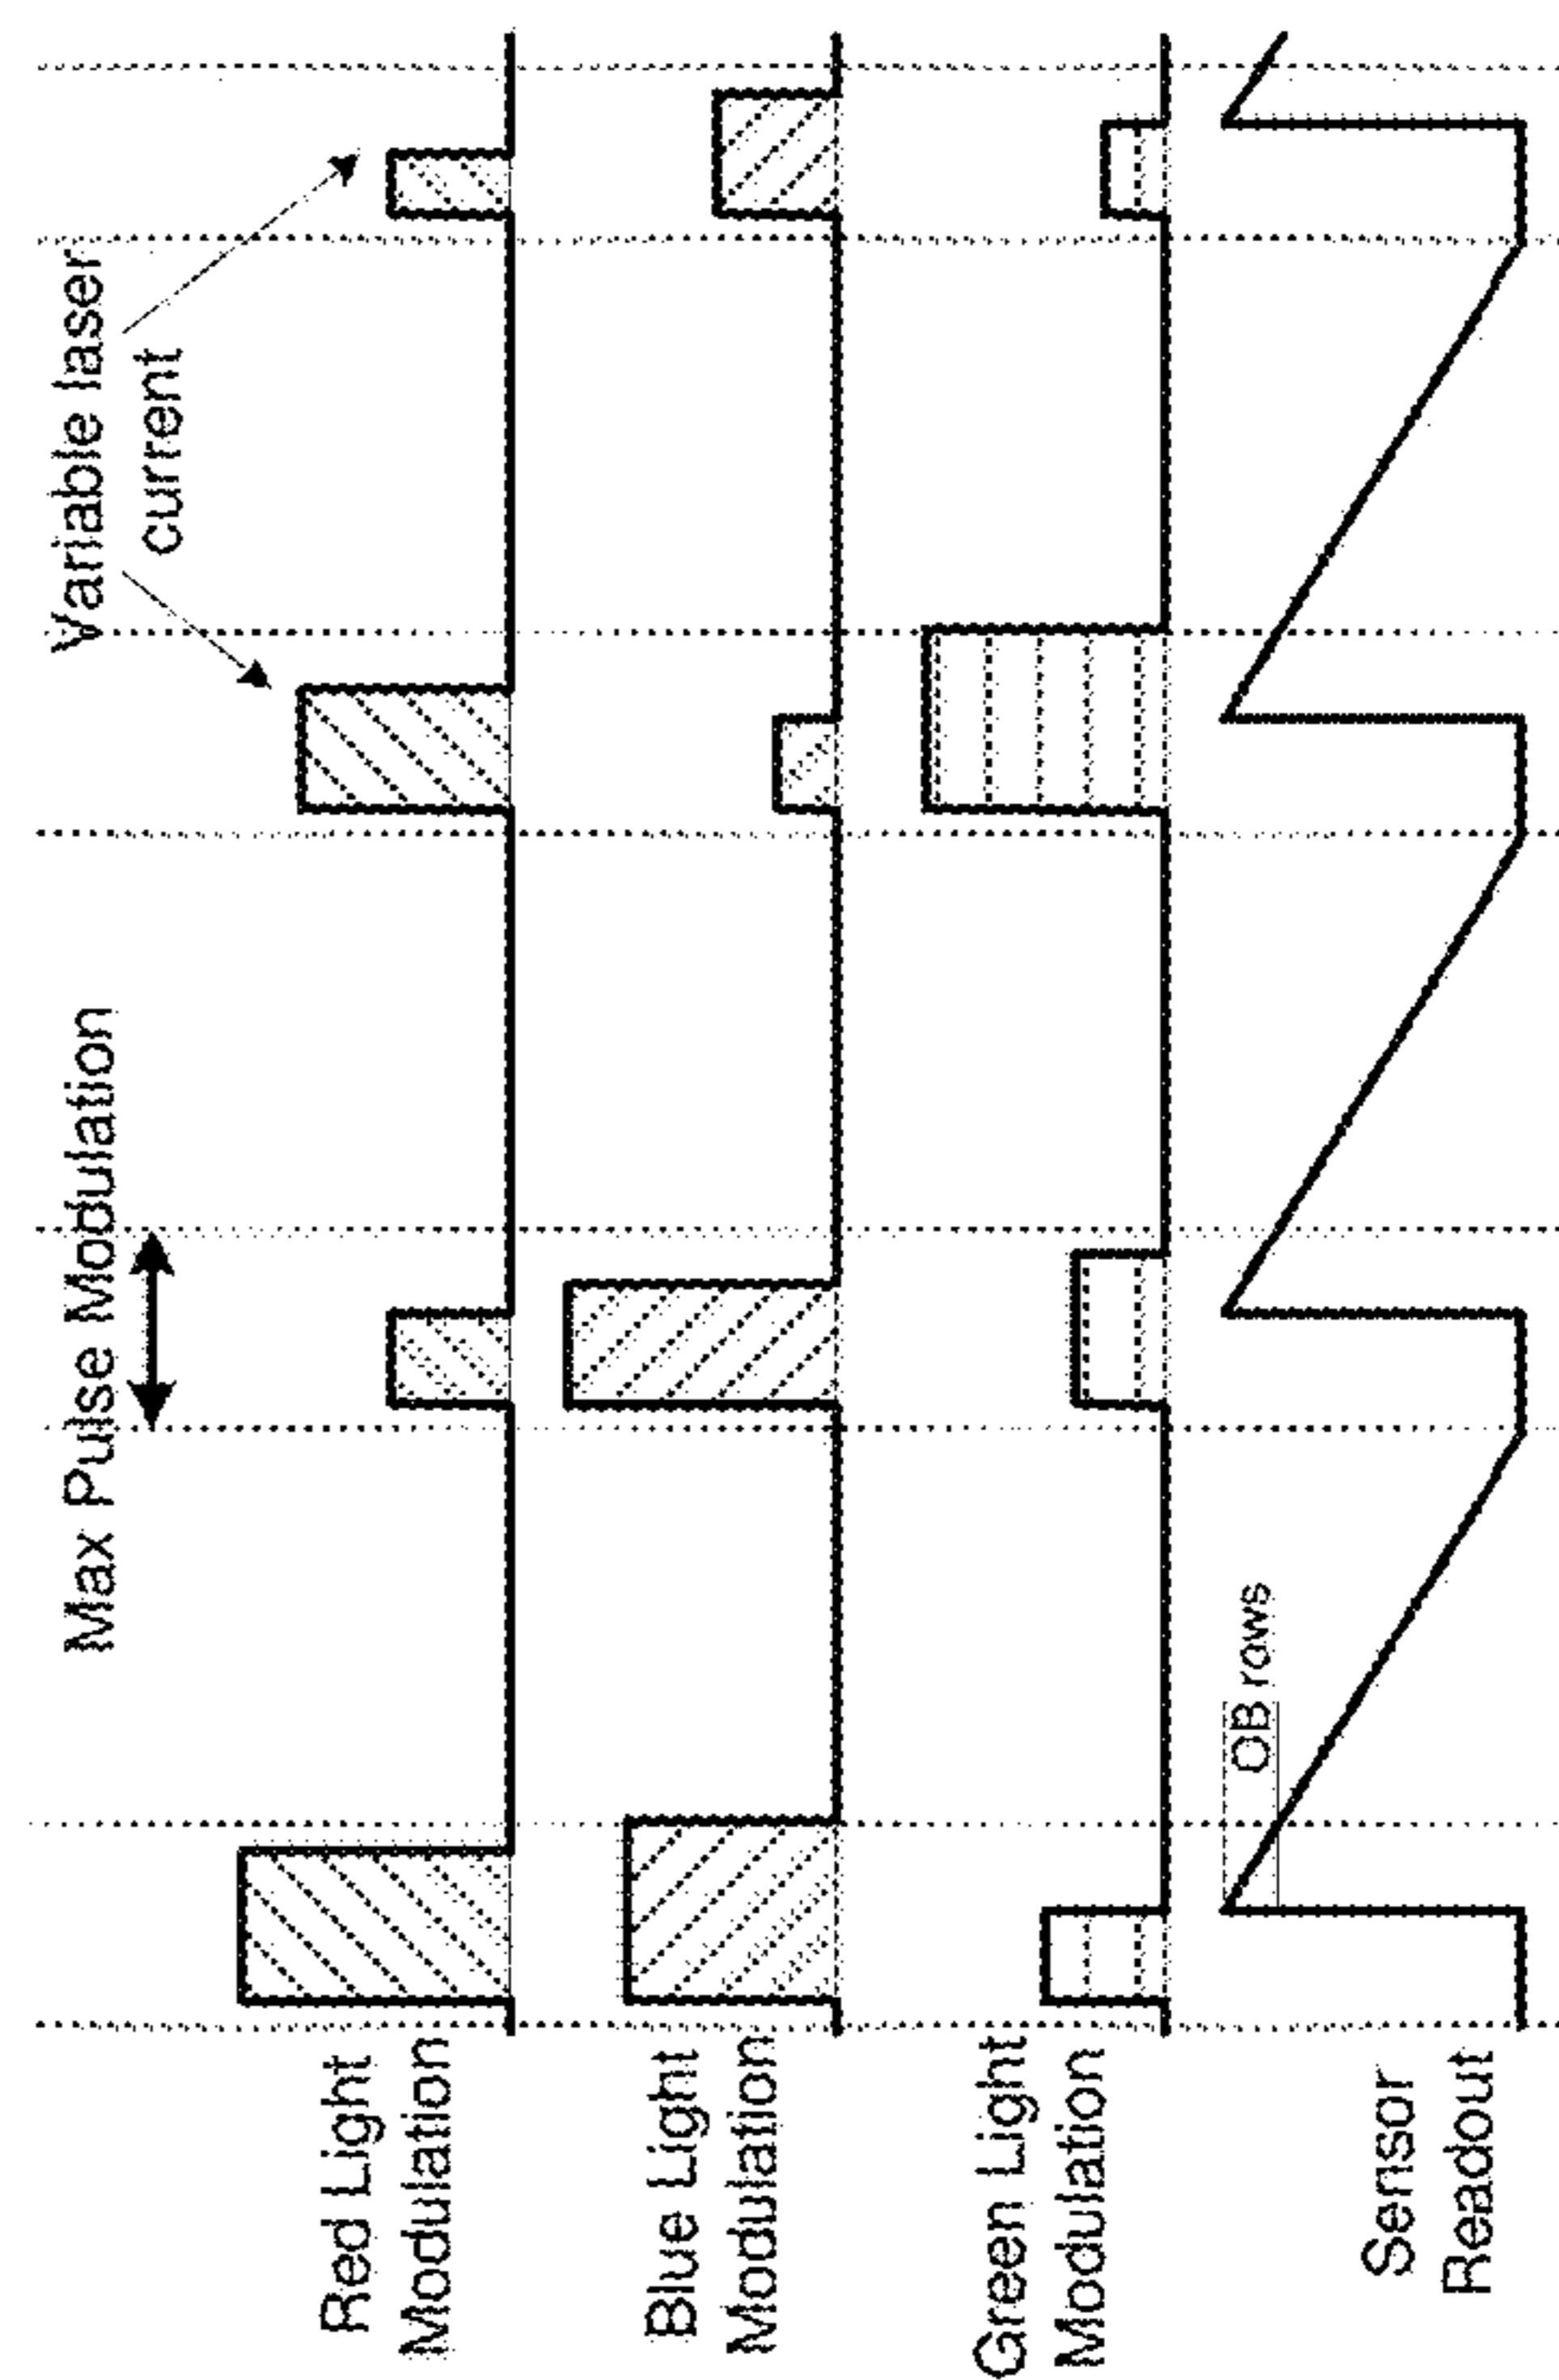 Max Pulse Modulation
Variable laser
current
Red Light
Modulation
Blue Light
Modulation
Green Light
Modulation
OB rows
Sensor
Readout